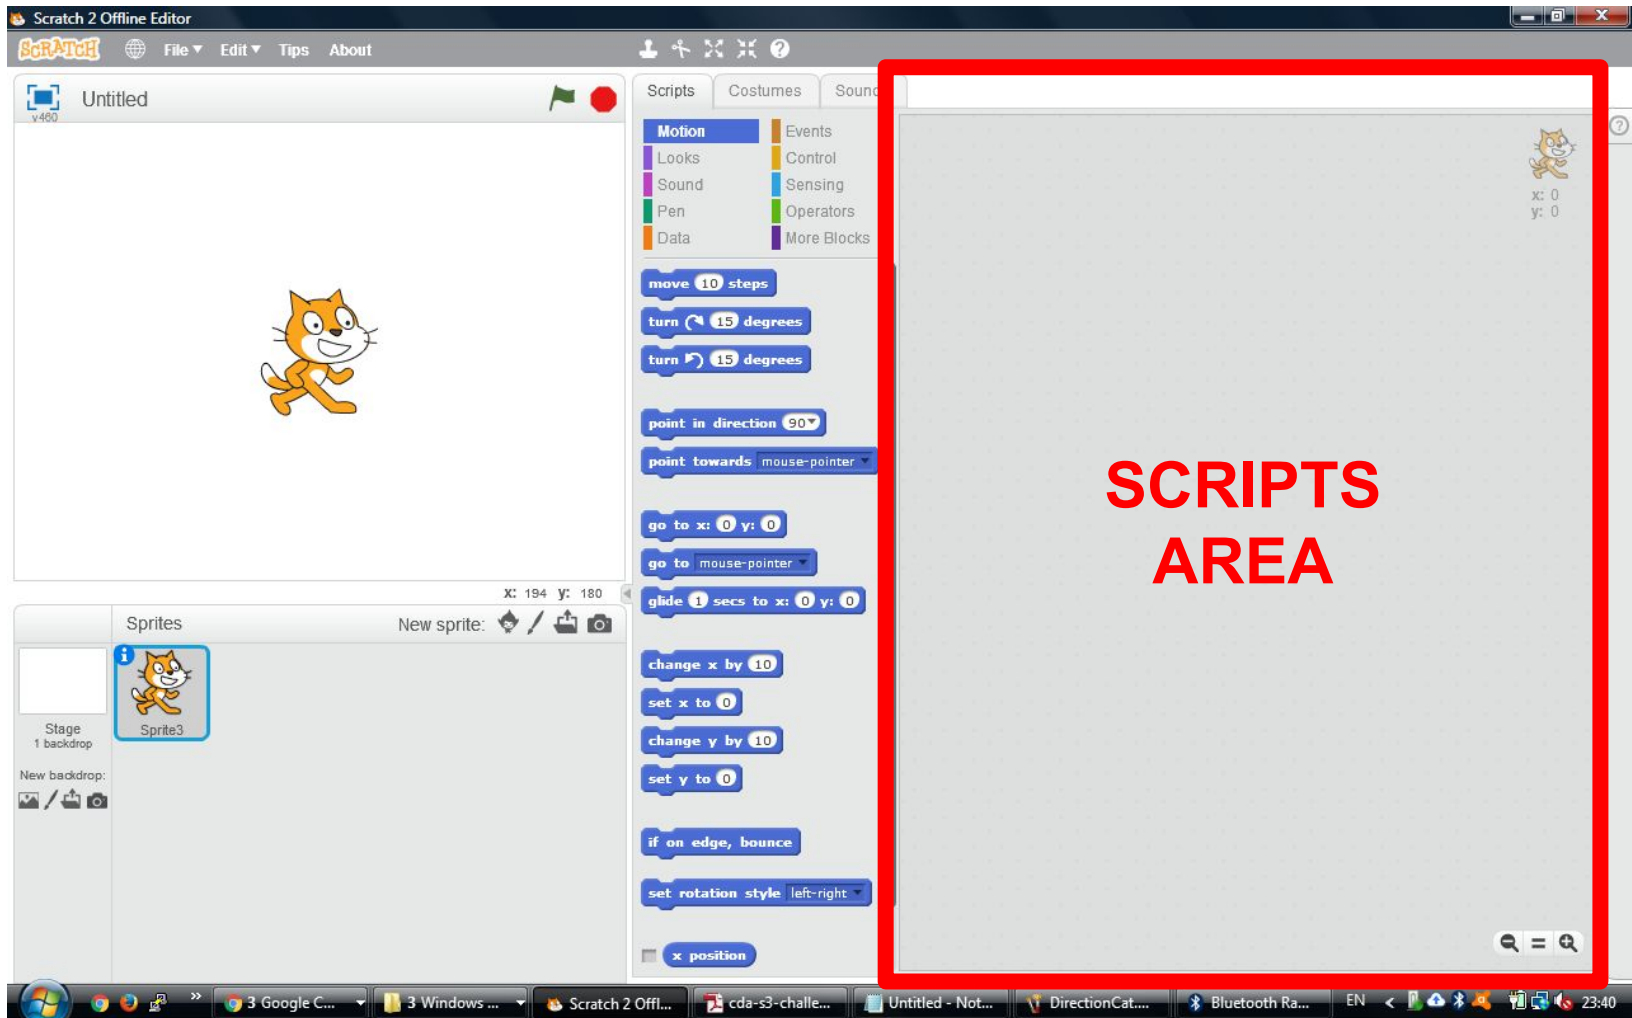 Scratch 2 Offline Editor
SCRATCH File Edit Tips About
Untitled
v460
Scripts Costumes
Motion Events
Looks Control
Sound Sensing
Pen Operators
Data More Blocks
x: 0
y: 0
move 10 steps
turn 15 degrees
turn 15 degrees
point in direction 90
point towards mouse-pointer
go to x: 0 y: 0
go to mouse-pointer
glide 1 secs to x: 0 y: 0
change x by 10
set x to 0
change y by 10
set y to 0
if on edge, bounce
set rotation style left-right
x position
SCRIPTS
AREA
X: 194 y: 180
Sprites New sprite:
Stage
1 backdrop
Sprite3
New backdrop:
3 Google C... 3 Windows ... Scratch 2 Offl... cda-s3-challe... Untitled - Not... DirectionCat.... Bluetooth Ra... EN 23:40